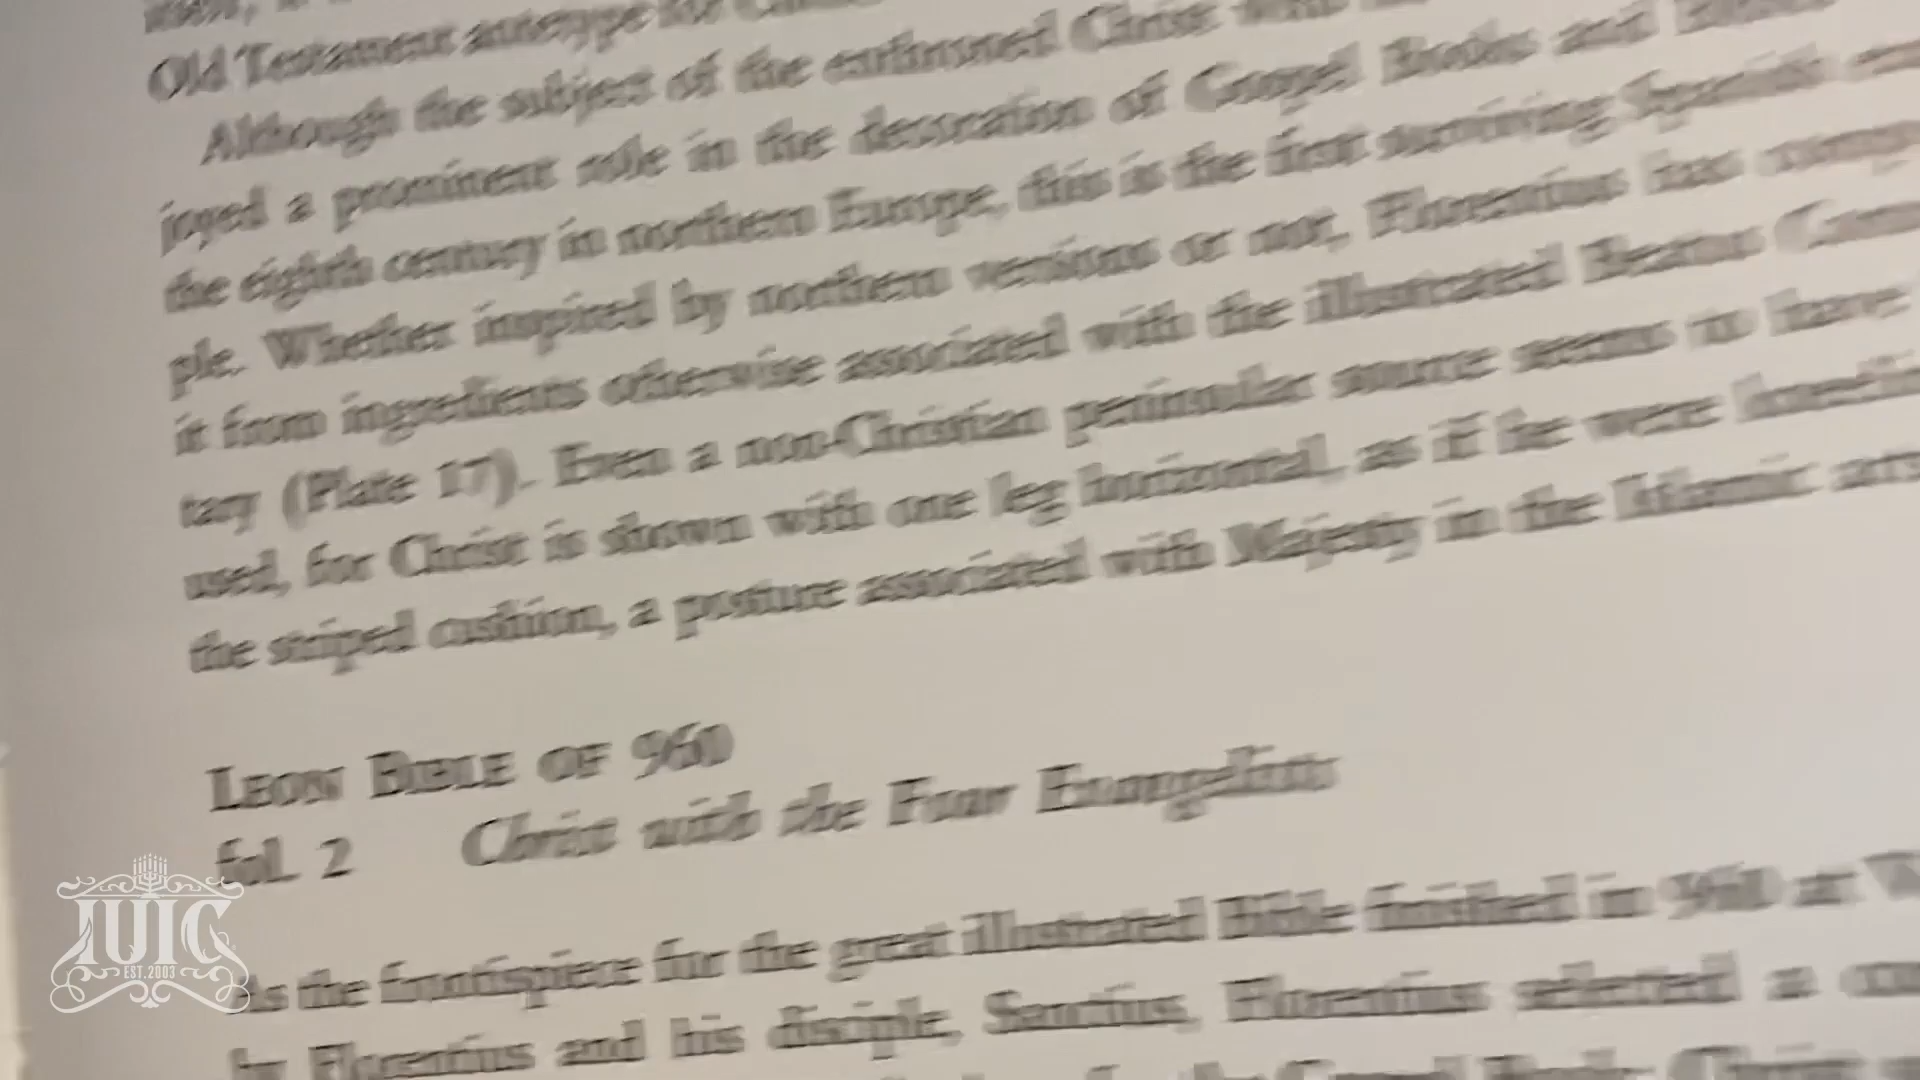 Old Testament antetype for
Although the subject of the enthroned Christ
joyed a prominent role in the decoration of Gospel Books and
the eighth century in northern Europe, this is the first surviving Spanish
ple. Whether inspired by northern versions or not, Florentius has
it from ingredients otherwise associated with the illustrated Beatus
tary (Plate 17). Even a non-Christian peninsular source seems to have
used, for Christ is shown with one leg horizontal, as if he were
the striped cushion, a posture associated with Majesty in the Islamic
LEON BIBLE OF 960
fol. 2 Christ with the Four Evangelists
As the frontispiece for the great illustrated Bible finished in 960 at
by Florentius and his disciple, Sanctius, Florentius selected a
IUIC
EST. 2003